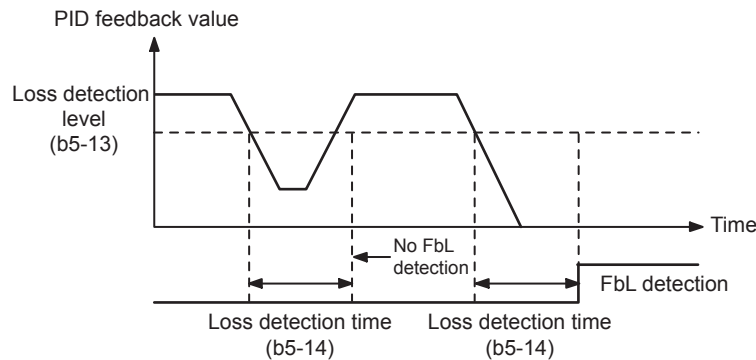 PID feedback value
Loss detection
level
(b5-13)
Time
No FbL
detection
FbL detection
Loss detection time
(b5-14)
Loss detection time
(b5-14)